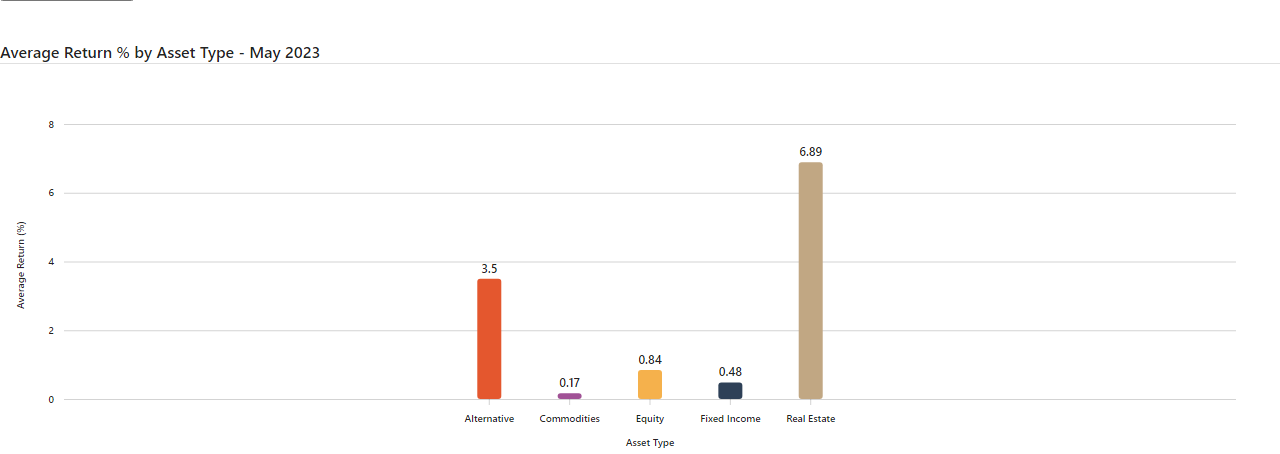 Average Return % by Asset Type - May 2023
8
6
4
2
0
Average Return (%)
3.5
0.17
0.84
0.48
6.89
Alternative
Commodities
Equity
Fixed Income
Real Estate
Asset Type